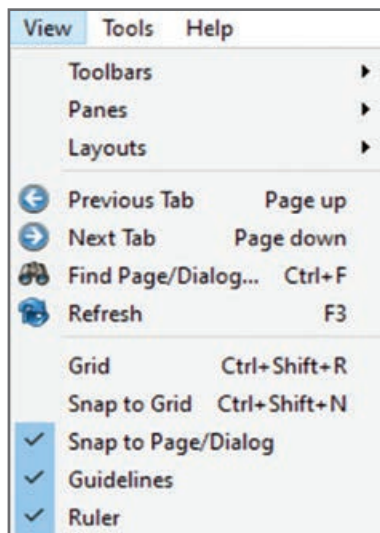 View Tools Help
Toolbars
Panes
Layouts
Previous Tab Page up
Next Tab Page down
Find Page/Dialog... Ctrl+F
Refresh F3
Grid Ctrl+Shift+R
Snap to Grid Ctrl+Shift+N
Snap to Page/Dialog
Guidelines
Ruler